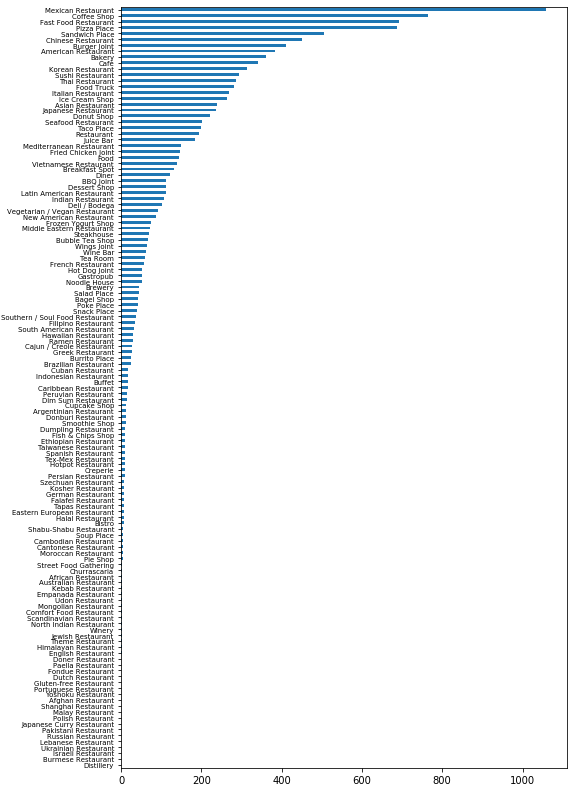 Mexican Restaurant
Coffee Shop
Fast Food Restaurant
Pizza Place
Sandwich Place
Chinese Restaurant
Burger Joint
American Restaurant
Bakery
Café
Korean Restaurant
Sushi Restaurant
Thai Restaurant
Food Truck
Italian Restaurant
Ice Cream Shop
Asian Restaurant
Japanese Restaurant
Donut Shop
Seafood Restaurant
Taco Place
Restaurant
Juice Bar
Mediterranean Restaurant
Fried Chicken Joint
Food
Vietnamese Restaurant
Breakfast Spot
Diner
BBQ Joint
Dessert Shop
Latin American Restaurant
Indian Restaurant
Deli / Bodega
Vegetarian / Vegan Restaurant
New American Restaurant
Frozen Yogurt Shop
Middle Eastern Restaurant
Steakhouse
Bubble Tea Shop
Wings Joint
Wine Bar
Tea Room
French Restaurant
Hot Dog Joint
Gastropub
Noodle House
Brewery
Salad Place
Bagel Shop
Poke Place
Snack Place
Southern / Soul Food Restaurant
Filipino Restaurant
South American Restaurant
Hawaiian Restaurant
Ramen Restaurant
Cajun / Creole Restaurant
Greek Restaurant
Burrito Place
Brazilian Restaurant
Cuban Restaurant
Indonesian Restaurant
Buffet
Caribbean Restaurant
Peruvian Restaurant
Dim Sum Restaurant
Cupcake Shop
Argentinian Restaurant
Donburi Restaurant
Smoothie Shop
Dumpling Restaurant
Fish & Chips Shop
Ethiopian Restaurant
Taiwanese Restaurant
Spanish Restaurant
Tex-Mex Restaurant
Hotpot Restaurant
Creperie
Persian Restaurant
Szechuan Restaurant
Kosher Restaurant
German Restaurant
Falafel Restaurant
Tapas Restaurant
Eastern European Restaurant
Halal Restaurant
Bistro
Shabu-Shabu Restaurant
Soup Place
Cambodian Restaurant
Cantonese Restaurant
Moroccan Restaurant
Pie Shop
Street Food Gathering
Churrascaria
African Restaurant
Australian Restaurant
Kebab Restaurant
Empanada Restaurant
Udon Restaurant
Mongolian Restaurant
Comfort Food Restaurant
Scandinavian Restaurant
North Indian Restaurant
Winery
Jewish Restaurant
Theme Restaurant
Himalayan Restaurant
English Restaurant
Doner Restaurant
Paella Restaurant
Fondue Restaurant
Dutch Restaurant
Gluten-free Restaurant
Portuguese Restaurant
Yoshoku Restaurant
Afghan Restaurant
Shanghai Restaurant
Malay Restaurant
Polish Restaurant
Japanese Curry Restaurant
Pakistani Restaurant
Russian Restaurant
Lebanese Restaurant
Ukrainian Restaurant
Israeli Restaurant
Burmese Restaurant
Distillery
0 200 400 600 800 1000